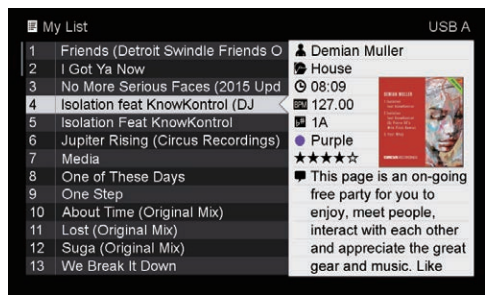 My List
USB A
1 Friends (Detroit Swindle Friends O
2 I Got Ya Now
3 No More Serious Faces (2015 Upd
4 Isolation feat KnowKontrol (DJ
5 Isolation Feat KnowKontrol
6 Jupiter Rising (Circus Recordings)
7 Media
8 One of These Days
9 One Step
10 About Time (Original Mix)
11 Lost (Original Mix)
12 Suga (Original Mix)
13 We Break It Down
Demian Muller
House
08:09
BPM 127.00
1A
Purple
★★★★☆
This page is an on-going
free party for you to
enjoy, meet people,
interact with each other
and appreciate the great
gear and music. Like
DEMIAN MULLER